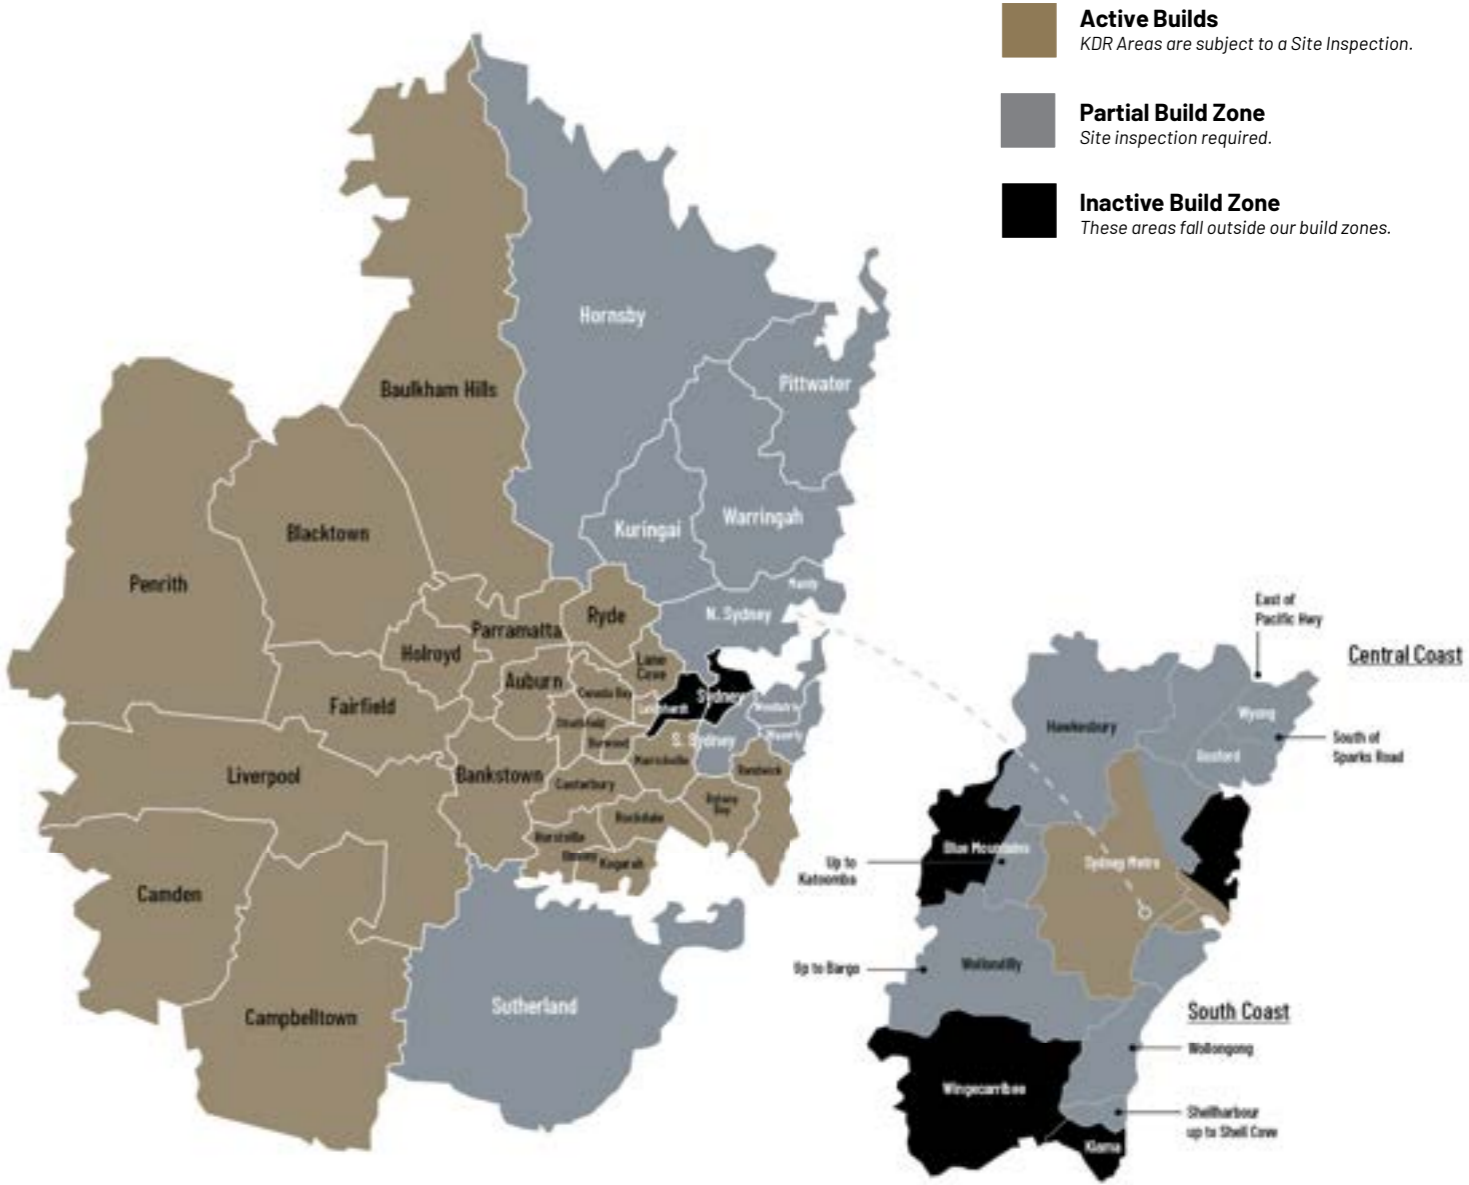 Active Builds
KDR Areas are subject to a Site Inspection.
Partial Build Zone
Site inspection required.
Inactive Build Zone
These areas fall outside our build zones.
Hornsby
Pittwater
Baulkham Hills
Kuringai
Warringah
Blacktown
Penrith
Manly
N. Sydney
Ryde
Parramatta
Holroyd
Lane
Cove
Auburn
Canada Bay
Sydney
Leichhardt
Woollahra
Fairfield
Strathfield
Burwood
S. Sydney
Waverly
Marrickville
Liverpool
Bankstown
Canterbury
Randwick
Botany
Bay
Rockdale
Hurstville
Kogarah
Camden
Sutherland
Campbelltown
East of
Pacific Hwy
Central Coast
Hawkesbury
Wyong
Gosford
South of
Sparks Road
Blue Mountains
Up to
Katoomba
Sydney Metro
Up to Bargo
Wollondilly
South Coast
Wollongong
Wingecarribee
Shellharbour
up to Shell Cove
Kiama